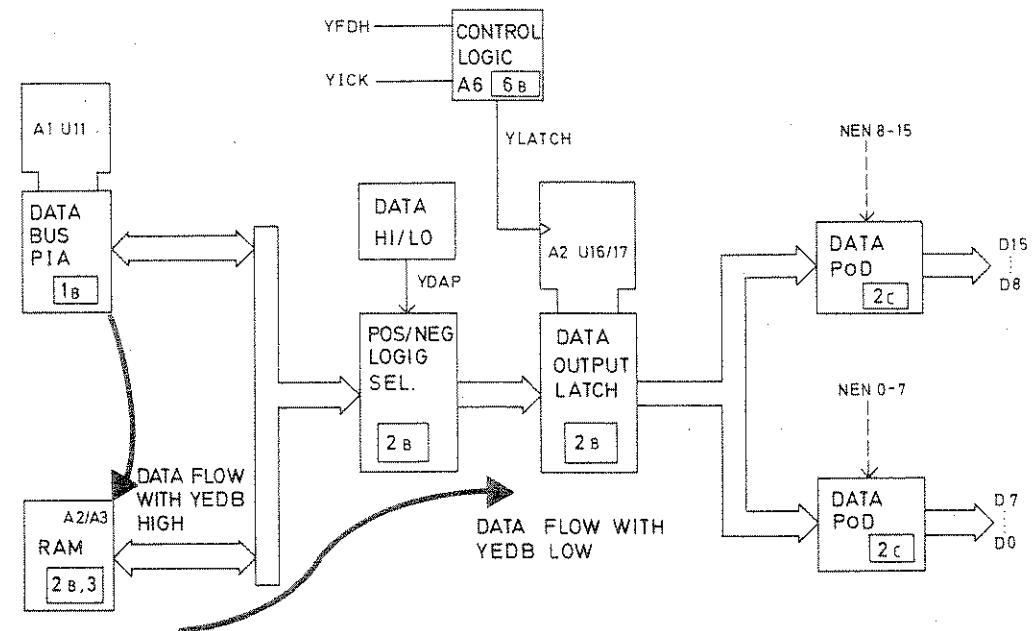 YFDH
YICK
CONTROL
LOGIC
A6 6B
A1 U11
YLATCH
NEN 8-15
DATA
BUS
PIA
1B
DATA
HI/LO
YDAP
A2 U16/17
DATA
PoD
2C
D15
D8
POS/NEG
LOGIG
SEL.
2B
DATA
OUTPUT
LATCH
2B
NEN 0-7
DATA FLOW
WITH YEDB
HIGH
A2/A3
RAM
2B,3
DATA FLOW WITH
YEDB LOW
DATA
PoD
2C
D7
D0